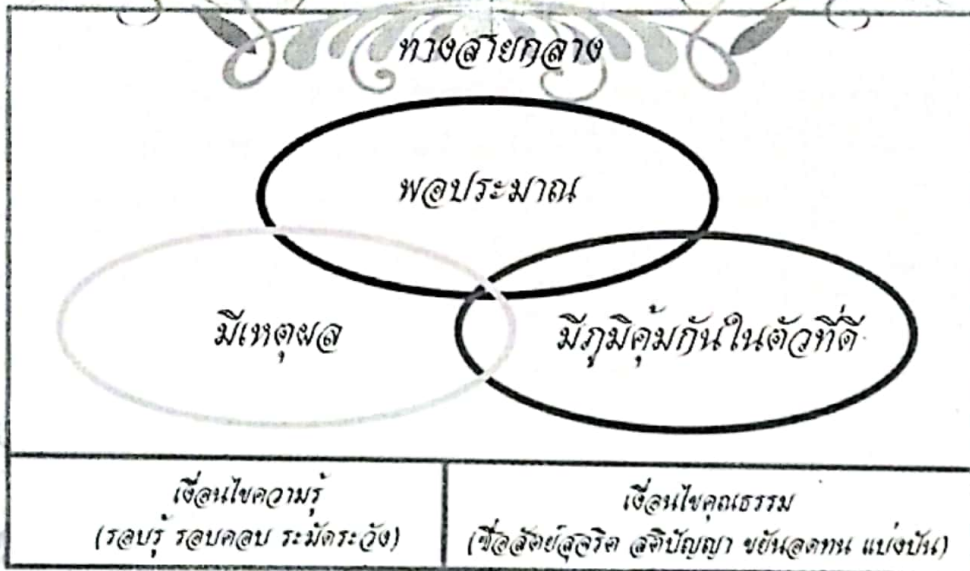 ทางสายกลาง
พอประมาณ
มีเหตุผล
มีภูมิคุ้มกันในตัวที่ดี
เงื่อนไขความรู้
(รอบรู้ รอบคอบ ระมัดระวัง)
เงื่อนไขคุณธรรม
(ซื่อสัตย์สุจริต สติปัญญา ขยันอดทน แบ่งปัน)